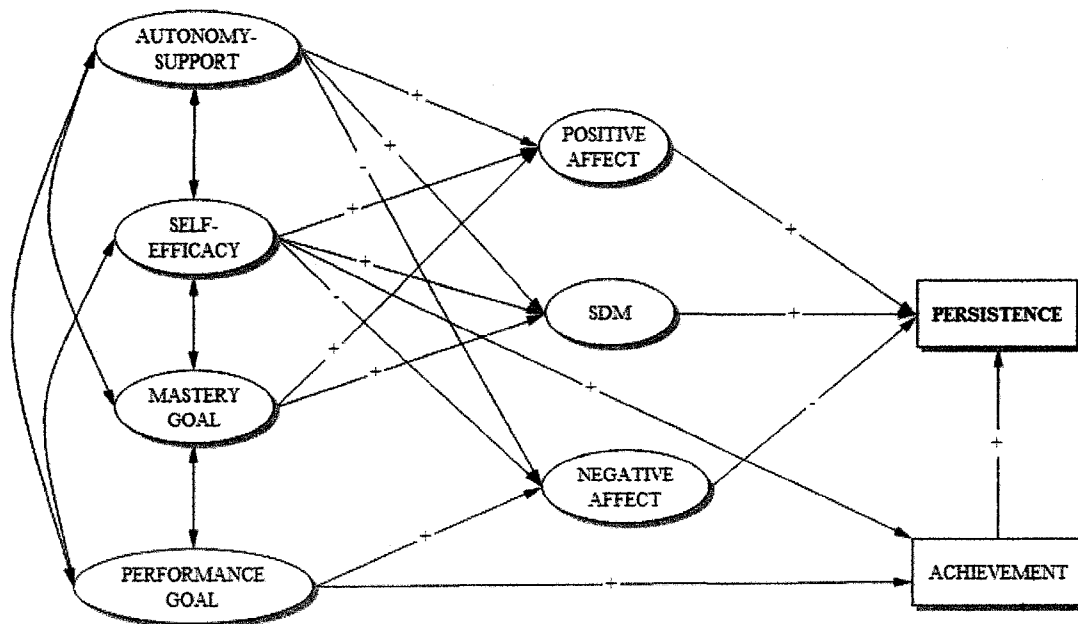 AUTONOMY-
SUPPORT
SELF-
EFFICACY
MASTERY
GOAL
PERFORMANCE
GOAL
+
+
-
+
+
-
+
+
+
+
+
POSITIVE
AFFECT
SDM
NEGATIVE
AFFECT
+
+
-
+
PERSISTENCE
ACHIEVEMENT